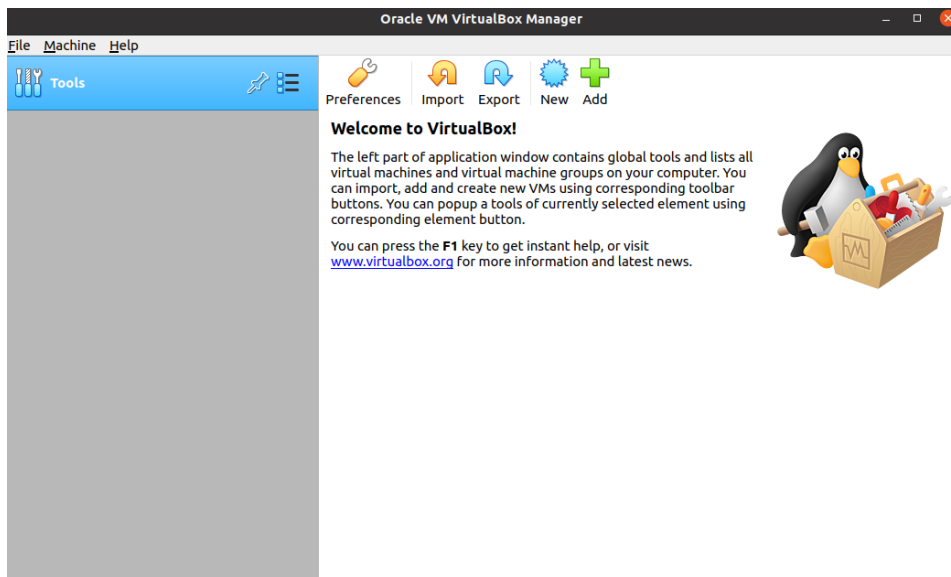 Oracle VM VirtualBox Manager
File Machine Help
Tools
Preferences Import Export New Add
Welcome to VirtualBox!
The left part of application window contains global tools and lists all
virtual machines and virtual machine groups on your computer. You
can import, add and create new VMs using corresponding toolbar
buttons. You can popup a tools of currently selected element using
corresponding element button.
You can press the F1 key to get instant help, or visit
www.virtualbox.org for more information and latest news.